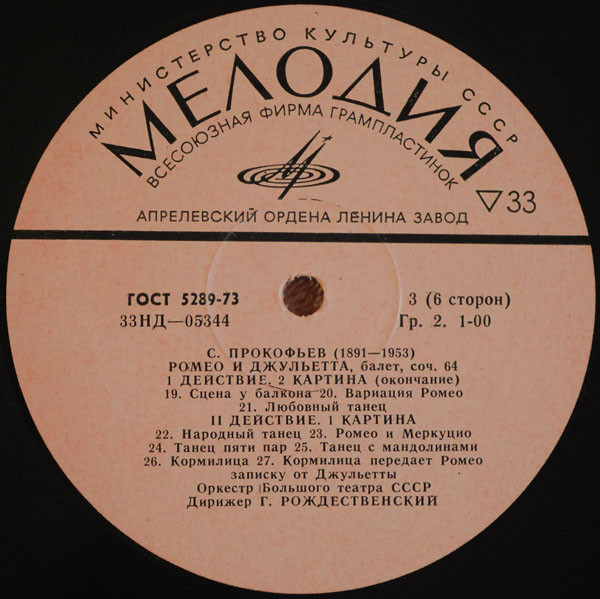 МИНИСТЕРСТВО КУЛЬТУРЫ СССР
МЕЛОДИЯ
ВСЕСОЮЗНАЯ ФИРМА ГРАМПЛАСТИНОК
▽33
АПРЕЛЕВСКИЙ ОРДЕНА ЛЕНИНА ЗАВОД
ГОСТ 5289-73 3 (6 сторон)
33НД—05344 Гр. 2. 1-00
С. ПРОКОФЬЕВ (1891—1953)
РОМЕО И ДЖУЛЬЕТТА, балет, соч. 64
1 ДЕЙСТВИЕ. 2 КАРТИНА (окончание)
19. Сцена у балкона 20. Вариация Ромео
21. Любовный танец
II ДЕЙСТВИЕ. 1 КАРТИНА
22. Народный танец 23. Ромео и Меркуцио
24. Танец пяти пар 25. Танец с мандолинами
26. Кормилица 27. Кормилица передает Ромео
записку от Джульетты
Оркестр Большого театра СССР
Дирижер Г. РОЖДЕСТВЕНСКИЙ